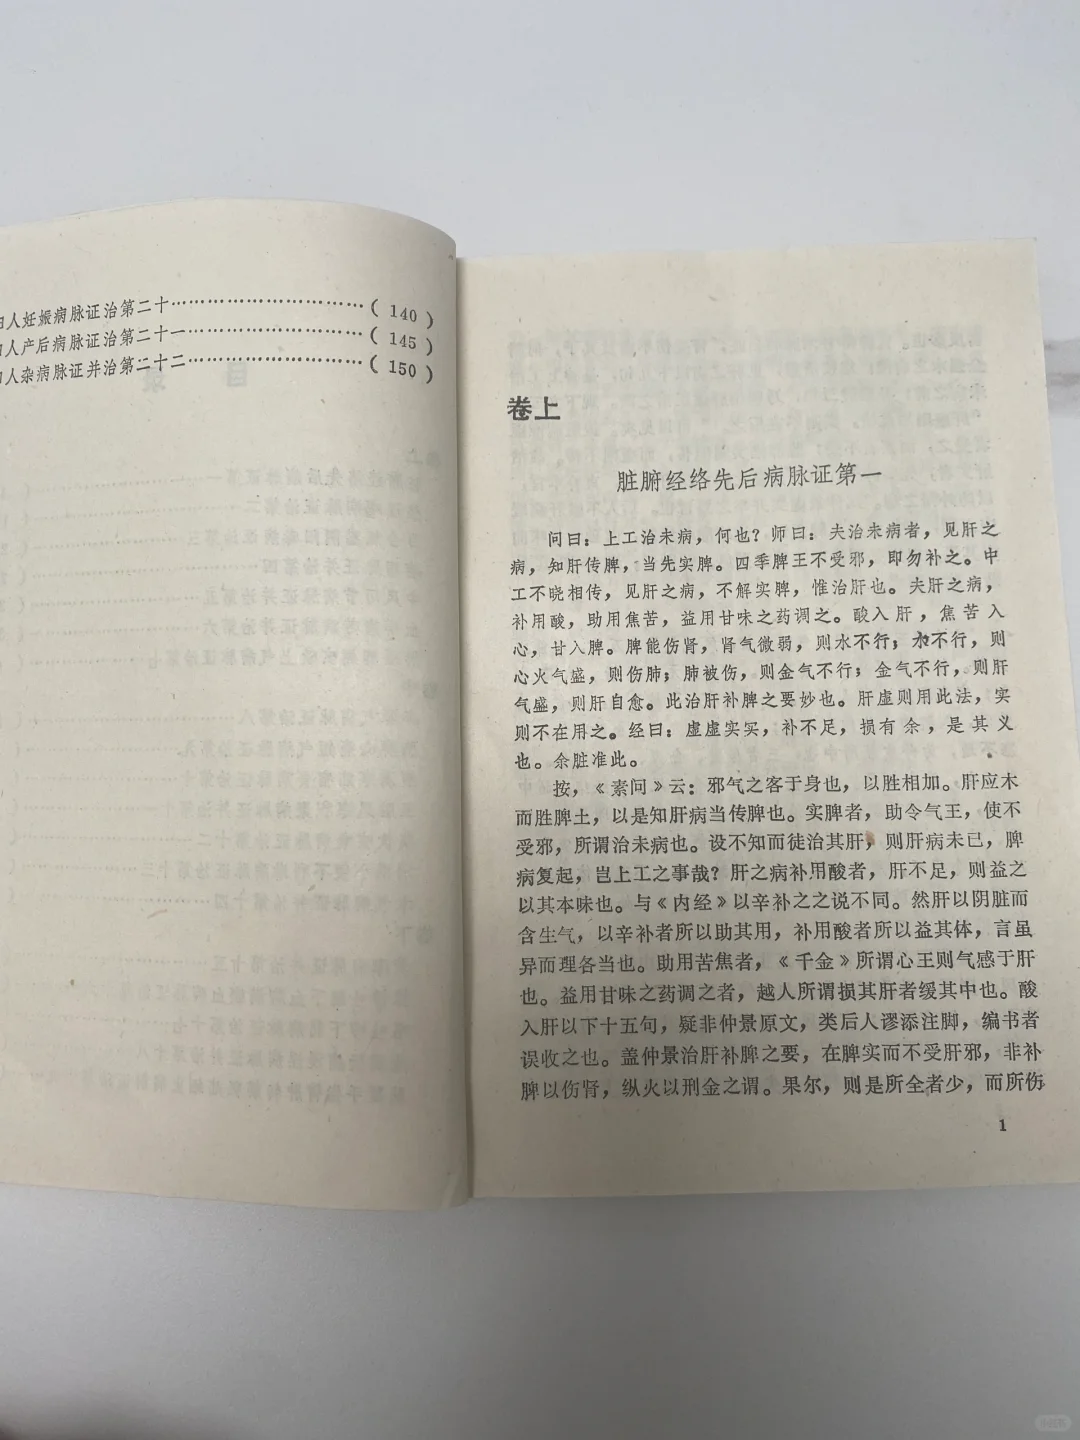 人妊娠病脉证治第二十……………………………( 140 )
人产后病脉证治第二十一…………………………( 145 )
人杂病脉证并治第二十二…………………………( 150 )
卷上
脏腑经络先后病脉证第一
问曰：上工治未病，何也？师曰：夫治未病者，见肝之
病，知肝传脾，当先实脾。四季脾王不受邪，即勿补之。中
工不晓相传，见肝之病，不解实脾，惟治肝也。夫肝之病，
补用酸，助用焦苦，益用甘味之药调之。酸入肝，焦苦入
心，甘入脾。脾能伤肾，肾气微弱，则水不行；水不行，则
心火气盛，则伤肺；肺被伤，则金气不行；金气不行，则肝
气盛，则肝自愈。此治肝补脾之要妙也。肝虚则用此法，实
则不在用之。经曰：虚虚实实，补不足，损有余，是其义
也。余脏准此。
按，《素问》云：邪气之客于身也，以胜相加。肝应木
而胜脾土，以是知肝病当传脾也。实脾者，助令气王，使不
受邪，所谓治未病也。设不知而徒治其肝，则肝病未已，脾
病复起，岂上工之事哉？肝之病补用酸者，肝不足，则益之
以其本味也。与《内经》以辛补之之说不同。然肝以阴脏而
含生气，以辛补者所以助其用，补用酸者所以益其体，言虽
异而理各当也。助用苦焦者，《千金》所谓心王则气感于肝
也。益用甘味之药调之者，越人所谓损其肝者缓其中也。酸
入肝以下十五句，疑非仲景原文，类后人谬添注脚，编书者
误收之也。盖仲景治肝补脾之要，在脾实而不受肝邪，非补
脾以伤肾，纵火以刑金之谓。果尔，则是所全者少，而所伤
1